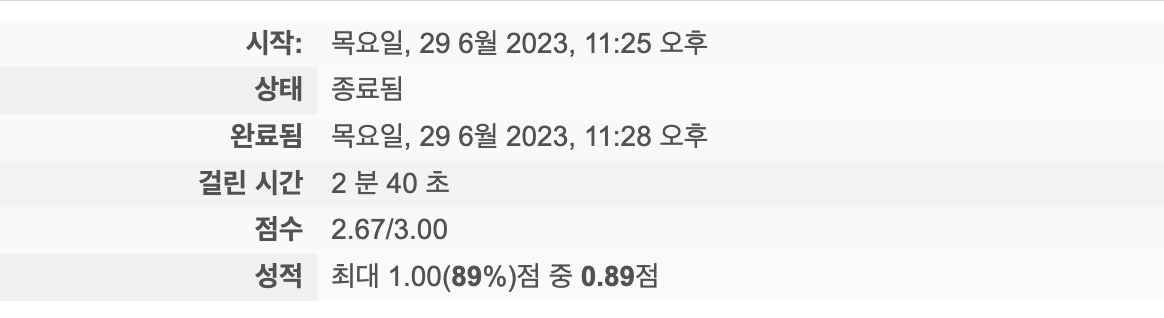 시작: 목요일, 29 6월 2023, 11:25 오후
상태 종료됨
완료됨 목요일, 29 6월 2023, 11:28 오후
걸린 시간 2 분 40 초
점수 2.67/3.00
성적 최대 1.00(89%)점 중 0.89점